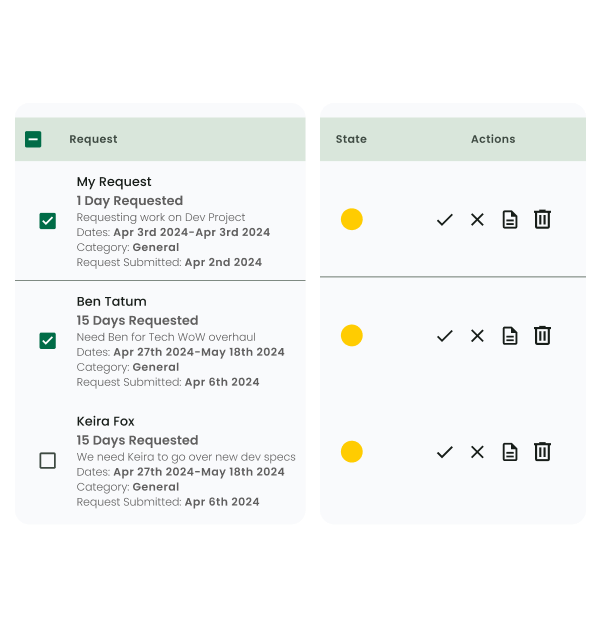 Request
State
Actions
My Request
1 Day Requested
Requesting work on Dev Project
Dates: Apr 3rd 2024-Apr 3rd 2024
Category: General
Request Submitted: Apr 2nd 2024
Ben Tatum
15 Days Requested
Need Ben for Tech WoW overhaul
Dates: Apr 27th 2024-May 18th 2024
Category: General
Request Submitted: Apr 6th 2024
Keira Fox
15 Days Requested
We need Keira to go over new dev specs
Dates: Apr 27th 2024-May 18th 2024
Category: General
Request Submitted: Apr 6th 2024